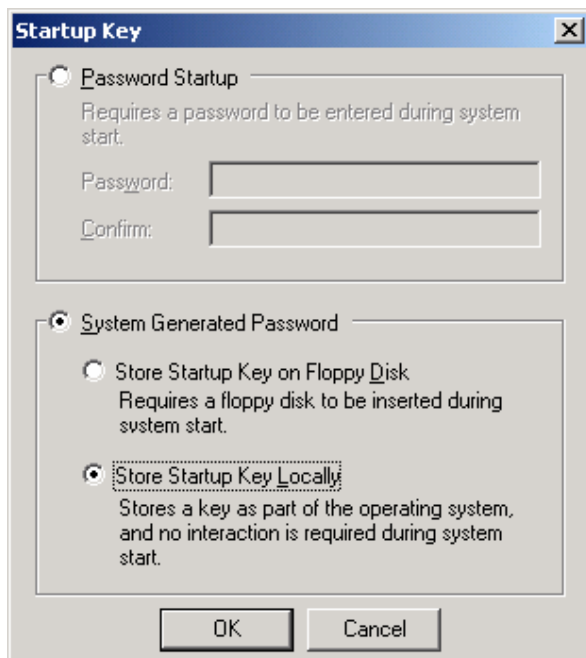 Startup Key
Password Startup
Requires a password to be entered during system
start.
Password:
Confirm:
System Generated Password
Store Startup Key on Floppy Disk
Requires a floppy disk to be inserted during
system start.
Store Startup Key Locally
Stores a key as part of the operating system,
and no interaction is required during system
start.
OK
Cancel